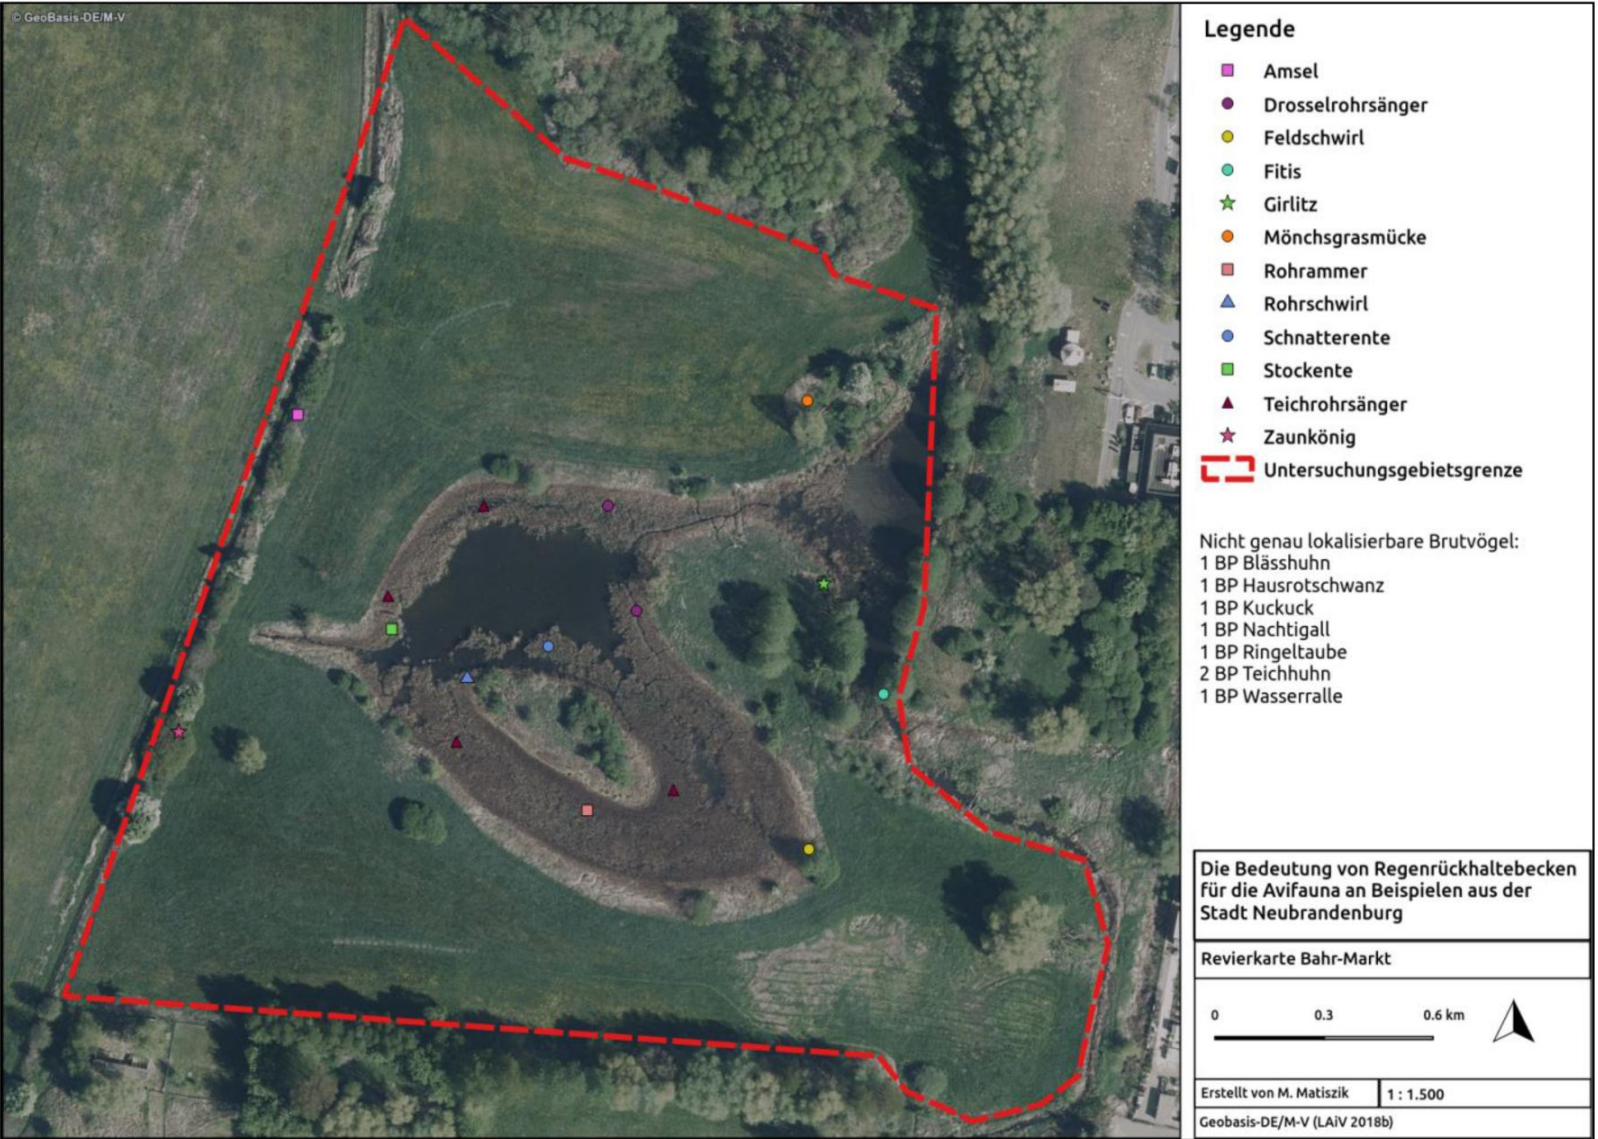 © GeoBasis-DE/M-V
Legende
Amsel
Drosselrohrsänger
Feldschwirl
Fitis
Girlitz
Mönchsgrasmücke
Rohrammer
Rohrschwirl
Schnatterente
Stockente
Teichrohrsänger
Zaunkönig
Untersuchungsgebietsgrenze
Nicht genau lokalisierbare Brutvögel:
1 BP Blässhuhn
1 BP Hausrotschwanz
1 BP Kuckuck
1 BP Nachtigall
1 BP Ringeltaube
2 BP Teichhuhn
1 BP Wasserralle
Die Bedeutung von Regenrückhaltebecken
für die Avifauna an Beispielen aus der
Stadt Neubrandenburg
Revierkarte Bahr-Markt
0 0.3 0.6 km
Erstellt von M. Matiszik 1 : 1.500
Geobasis-DE/M-V (LAiV 2018b)